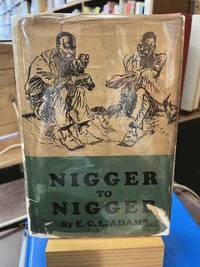 NIGGER
TO
NIGGER
By E. C. L. ADAMS